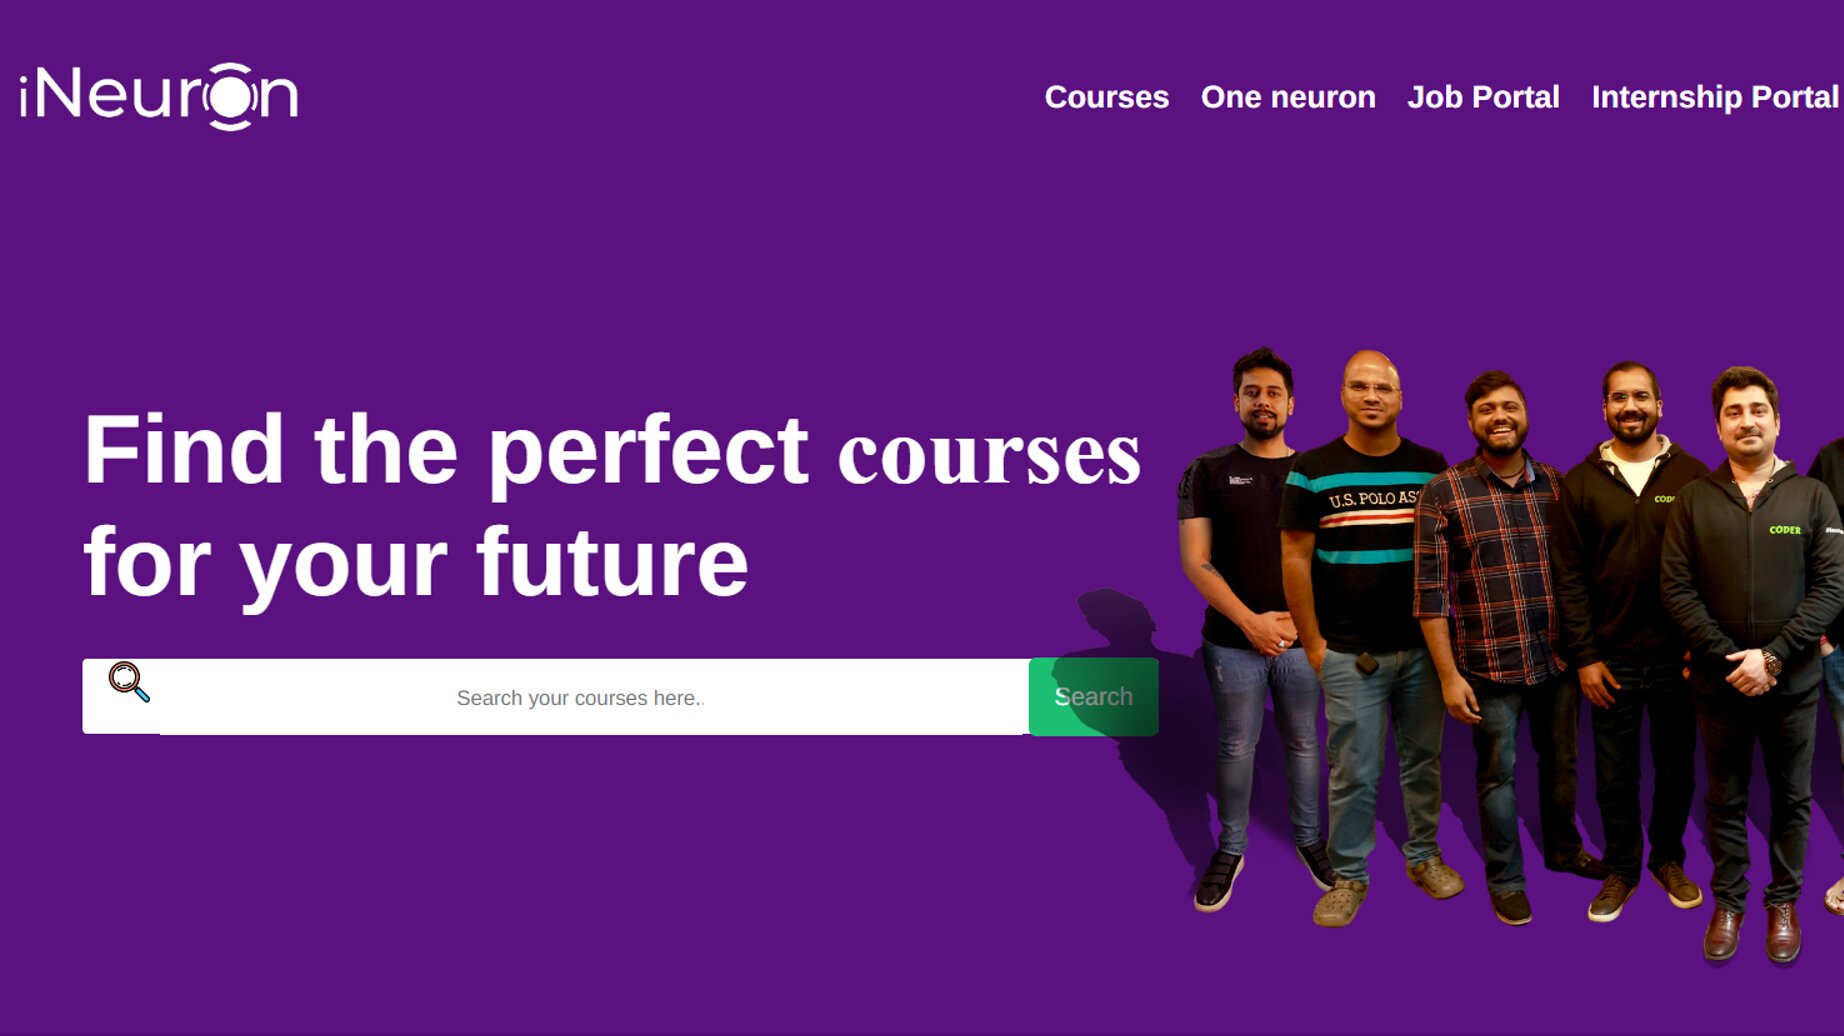 iNeuron
Courses One neuron Job Portal Internship Portal
Find the perfect courses
for your future
Search your courses here..
Search
U.S. POLO ASS
CODER
CODER